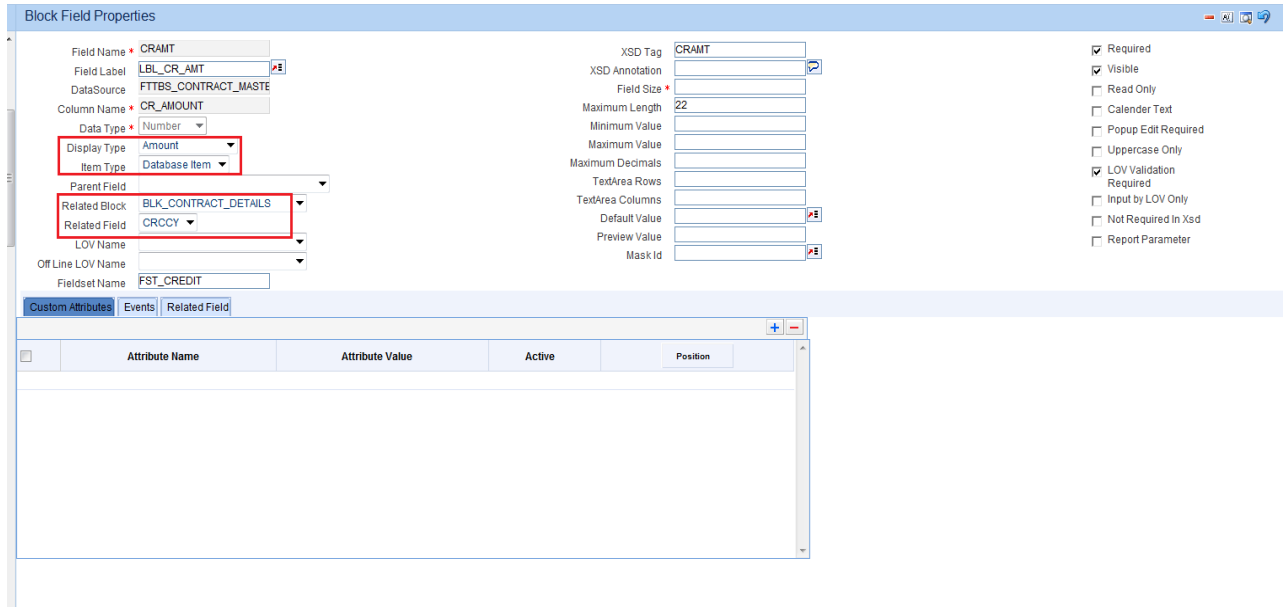 Block Field Properties
Field Name * CRAMT
Field Label LBL_CR_AMT
DataSource FTTBS_CONTRACT_MASTE
Column Name * CR_AMOUNT
Data Type * Number
Display Type Amount
Item Type Database Item
Parent Field
Related Block BLK_CONTRACT_DETAILS
Related Field CRCCY
LOV Name
Off Line LOV Name
Fieldset Name FST_CREDIT
XSD Tag CRAMT
XSD Annotation
Field Size *
Maximum Length 22
Minimum Value
Maximum Value
Maximum Decimals
TextArea Rows
TextArea Columns
Default Value
Preview Value
Mask Id
Required
Visible
Read Only
Calender Text
Popup Edit Required
Uppercase Only
LOV Validation
Required
Input by LOV Only
Not Required In Xsd
Report Parameter
Custom Attributes Events Related Field
+ −
Attribute Name Attribute Value Active Position